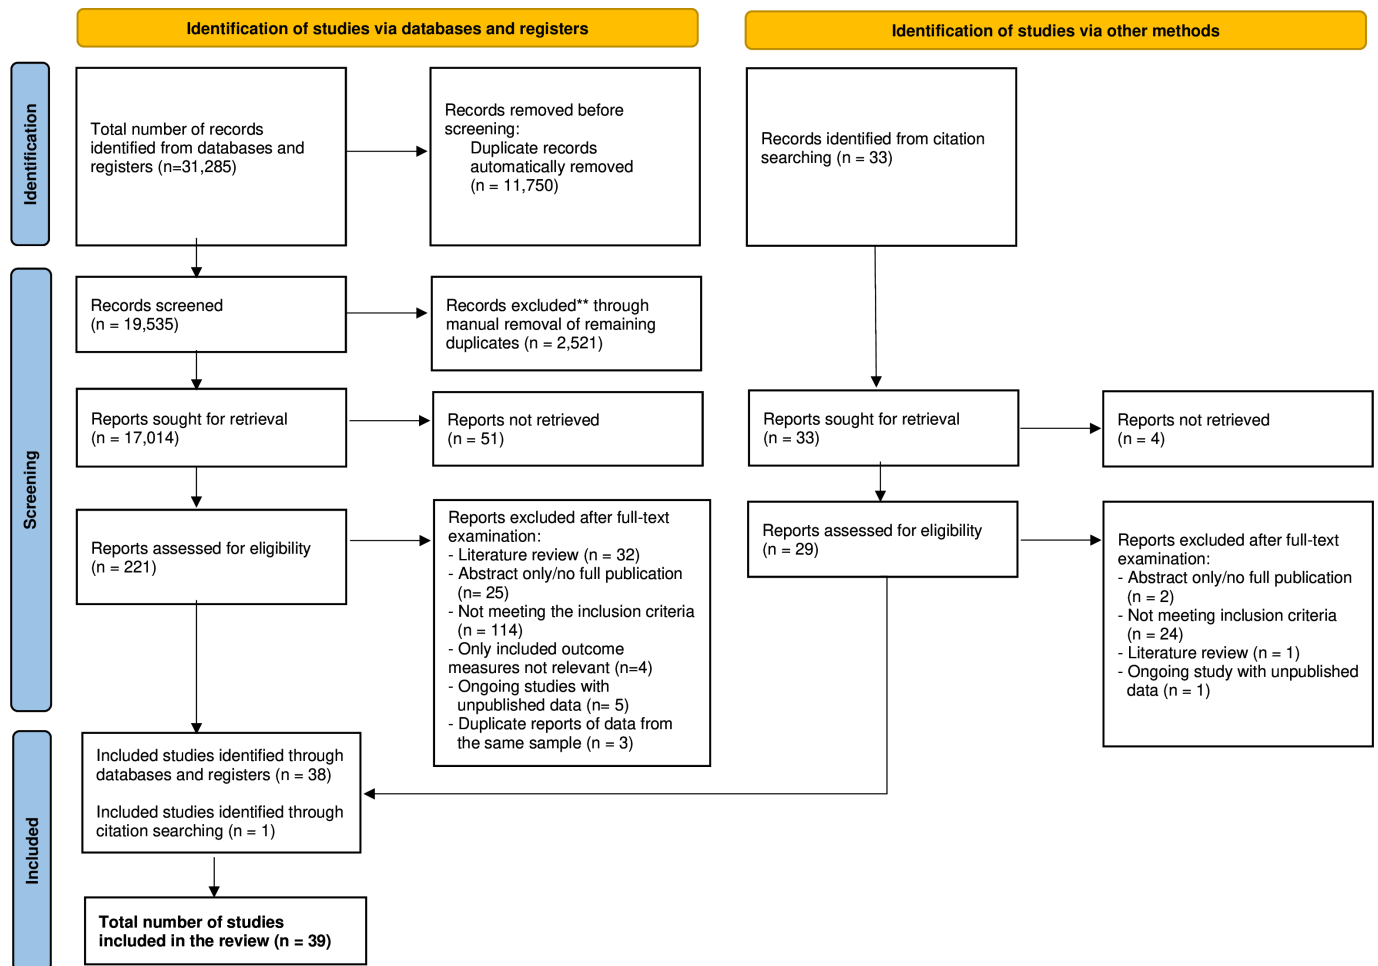 Identification of studies via databases and registers
Identification of studies via other methods
Identification
Total number of records
identified from databases and
registers (n=31,285)
Records removed before
screening:
Duplicate records
automatically removed
(n = 11,750)
Records identified from citation
searching (n = 33)
Screening
Records screened
(n = 19,535)
Records excluded** through
manual removal of remaining
duplicates (n = 2,521)
Reports sought for retrieval
(n = 17,014)
Reports not retrieved
(n = 51)
Reports sought for retrieval
(n = 33)
Reports not retrieved
(n = 4)
Reports assessed for eligibility
(n = 221)
Reports excluded after full-text
examination:
- Literature review (n = 32)
- Abstract only/no full publication
(n= 25)
- Not meeting the inclusion criteria
(n = 114)
- Only included outcome
measures not relevant (n=4)
- Ongoing studies with
unpublished data (n= 5)
- Duplicate reports of data from
the same sample (n = 3)
Reports assessed for eligibility
(n = 29)
Reports excluded after full-text
examination:
- Abstract only/no full publication
(n = 2)
- Not meeting inclusion criteria
(n = 24)
- Literature review (n = 1)
- Ongoing study with unpublished
data (n = 1)
Included
Included studies identified through
databases and registers (n = 38)
Included studies identified through
citation searching (n = 1)
Total number of studies
included in the review (n = 39)